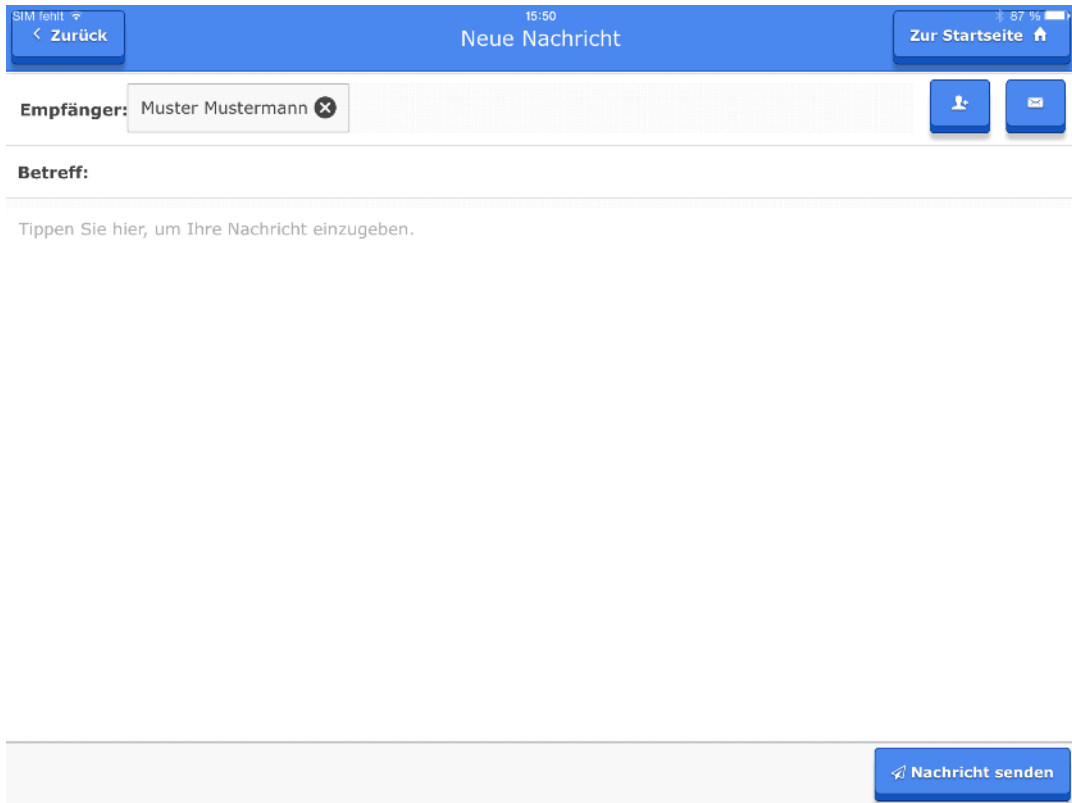 SIM fehlt 15:50 87 %
Zurück Neue Nachricht Zur Startseite
Empfänger: Muster Mustermann
Betreff:
Tippen Sie hier, um Ihre Nachricht einzugeben.
Nachricht senden